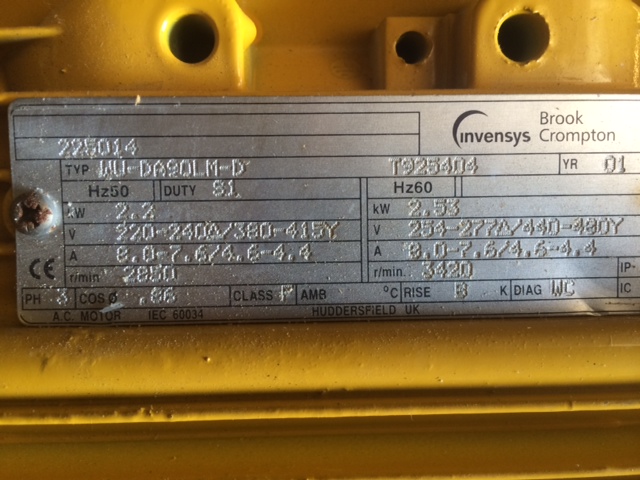 invensys Brook Crompton
225014
TYP WU-DA90LM-D T925404 YR 01
Hz50 DUTY S1 Hz60
kW 2.2 kW 2.53
V 220-240Δ/380-415Y V 254-277Δ/440-480Y
A 8.0-7.6/4.6-4.4 A 8.0-7.6/4.6-4.4
CE r/min 2850 r/min 3420 IP-
PH 3 COS Ø .86 CLASS F AMB °C RISE B K DIAG WC IC
A.C. MOTOR IEC 60034 HUDDERSFIELD UK